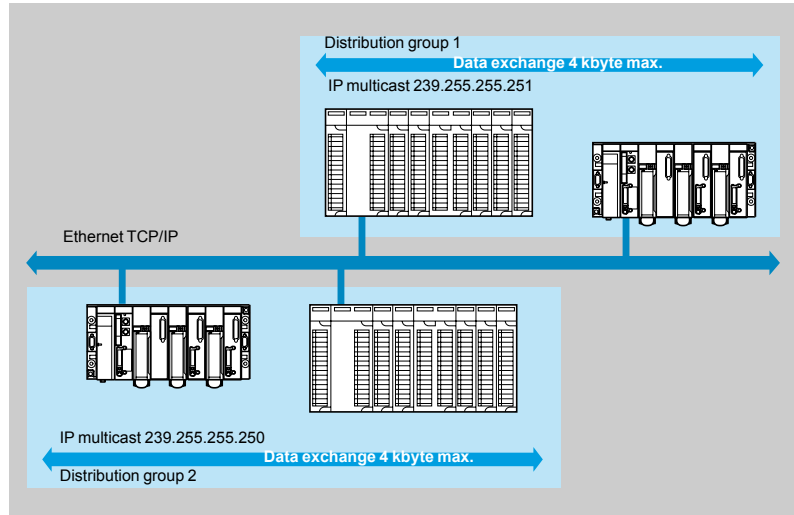 Distribution group 1
Data exchange 4 kbyte max.
IP multicast 239.255.255.251
Ethernet TCP/IP
IP multicast 239.255.255.250
Data exchange 4 kbyte max.
Distribution group 2